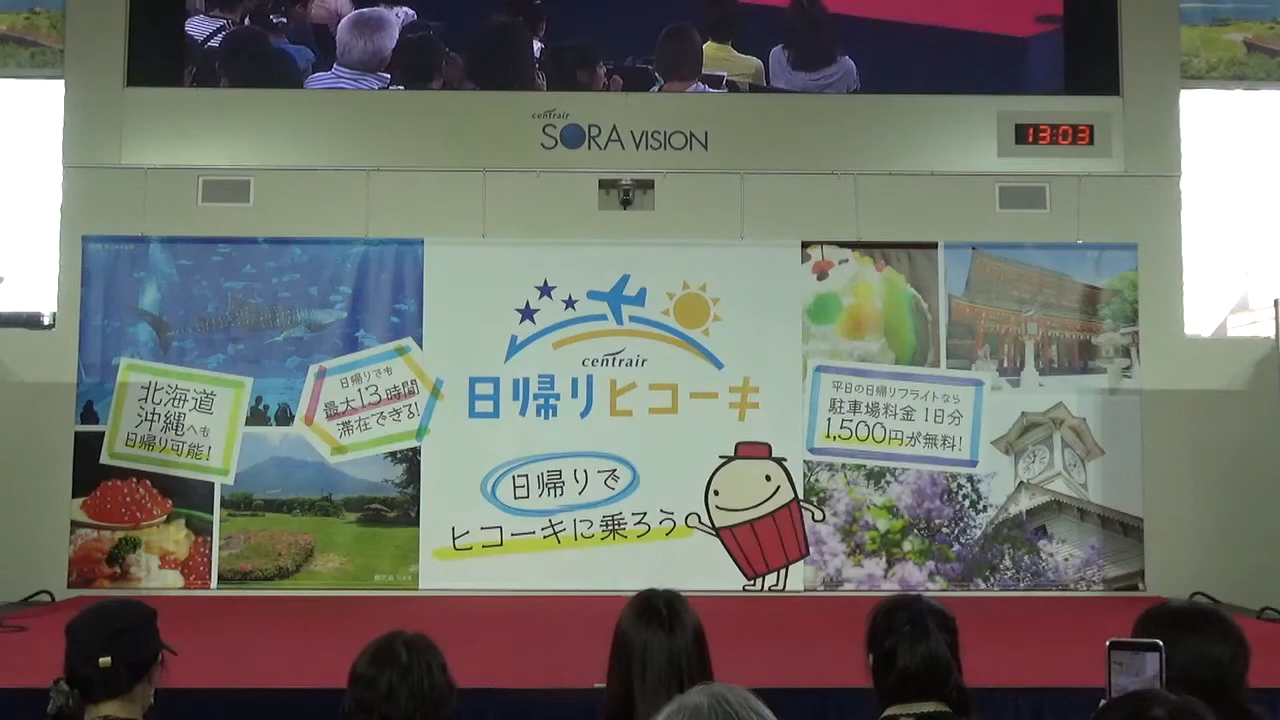 centrair
SORA VISION
13:03
北海道
沖縄へも
日帰り可能!
日帰りでも
最大13時間
滞在できる!
centrair
日帰りヒコーキ
日帰りで
ヒコーキに乗ろう
平日の日帰りフライトなら
駐車場料金 1日分
1,500円が無料!